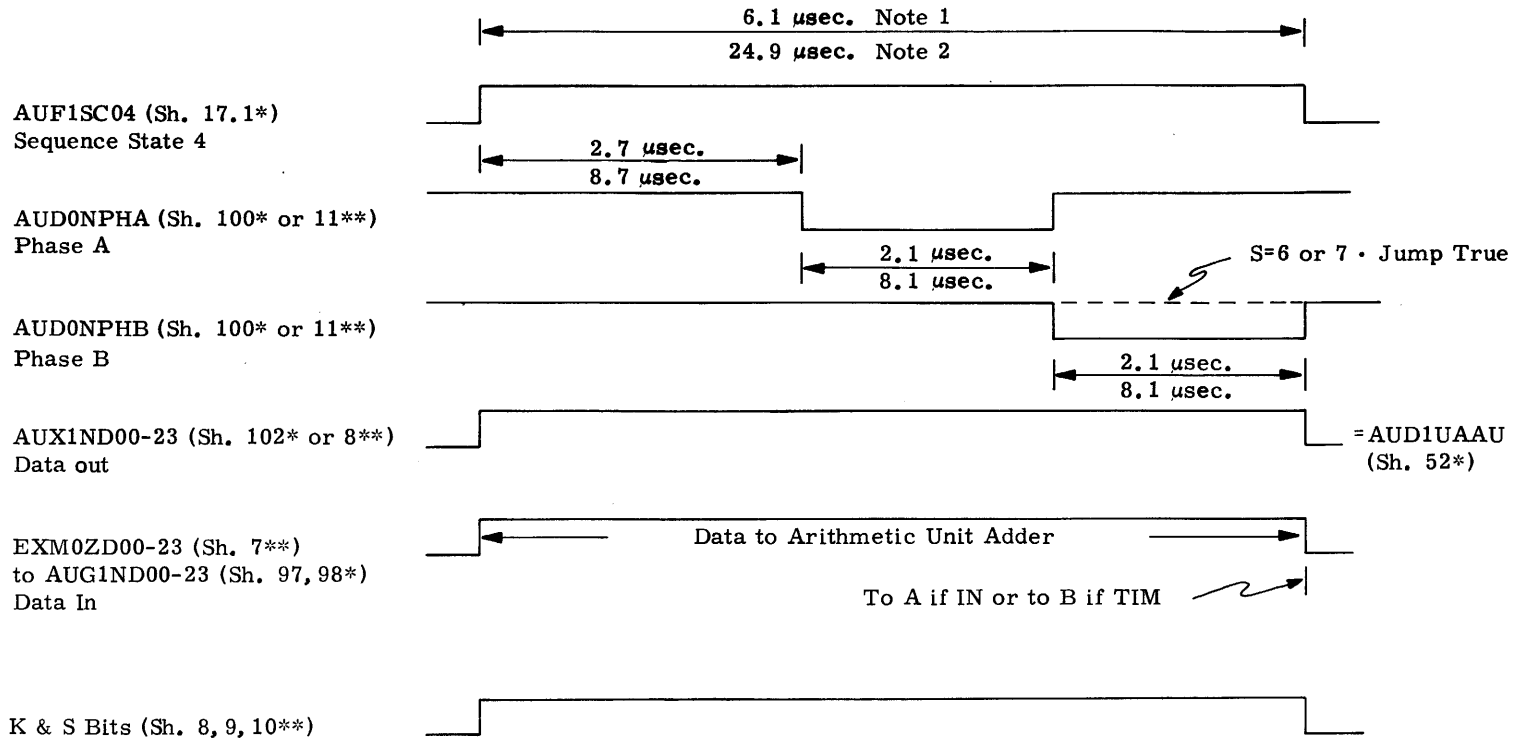 6.1 µsec. Note 1
24.9 µsec. Note 2
AUF1SC04 (Sh. 17.1*)
Sequence State 4
2.7 µsec.
8.7 µsec.
AUD0NPHA (Sh. 100* or 11**)
Phase A
2.1 µsec.
8.1 µsec.
S=6 or 7 · Jump True
AUD0NPHB (Sh. 100* or 11**)
Phase B
2.1 µsec.
8.1 µsec.
AUX1ND00-23 (Sh. 102* or 8**)
Data out
=AUD1UAAU
(Sh. 52*)
EXM0ZD00-23 (Sh. 7**)
to AUG1ND00-23 (Sh. 97, 98*)
Data In
Data to Arithmetic Unit Adder
To A if IN or to B if TIM
K & S Bits (Sh. 8, 9, 10**)